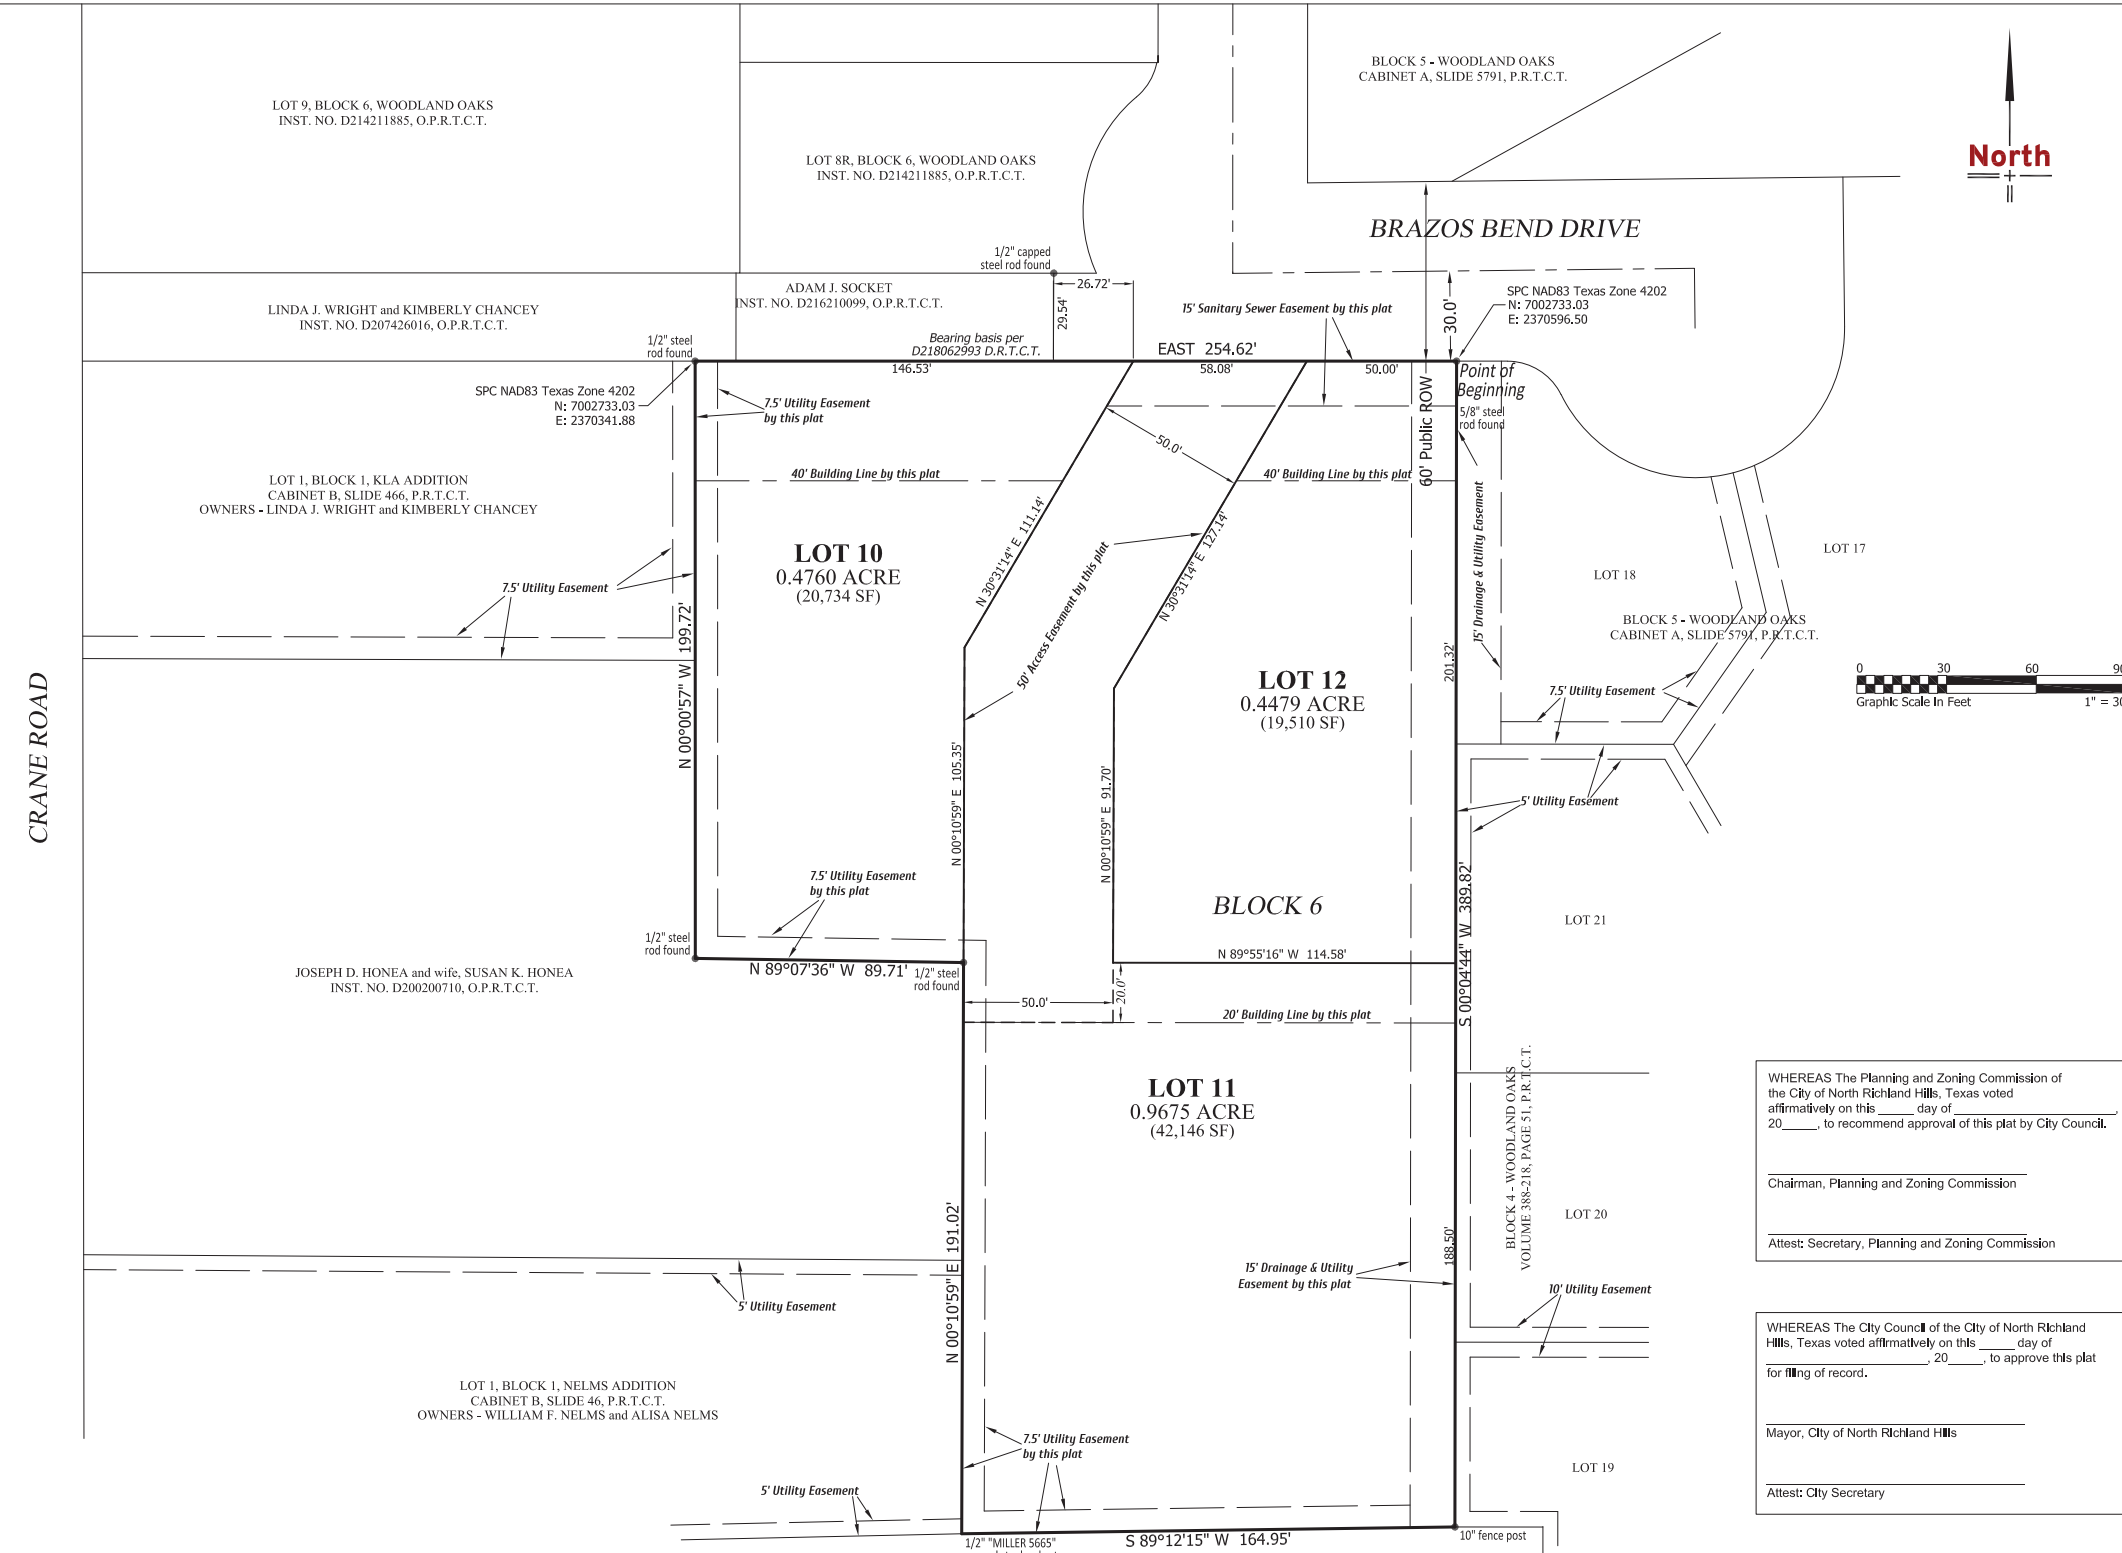 LOT 9, BLOCK 6, WOODLAND OAKS
INST. NO. D214211885, O.P.R.T.C.T.
LOT 8R, BLOCK 6, WOODLAND OAKS
INST. NO. D214211885, O.P.R.T.C.T.
BLOCK 5 - WOODLAND OAKS
CABINET A, SLIDE 5791, P.R.T.C.T.
North
BRAZOS BEND DRIVE
1/2" capped
steel rod found
26.72'
29.54'
ADAM J. SOCKET
INST. NO. D216210099, O.P.R.T.C.T.
LINDA J. WRIGHT and KIMBERLY CHANCEY
INST. NO. D207426016, O.P.R.T.C.T.
15' Sanitary Sewer Easement by this plat
30.0'
SPC NAD83 Texas Zone 4202
N: 7002733.03
E: 2370596.50
1/2" steel
rod found
Bearing basis per
D218062993 D.R.T.C.T.
EAST 254.62'
146.53'
58.08'
50.00'
60' Public ROW
Point of
Beginning
5/8" steel
rod found
SPC NAD83 Texas Zone 4202
N: 7002733.03
E: 2370341.88
7.5' Utility Easement
by this plat
50.0'
40' Building Line by this plat
40' Building Line by this plat
LOT 1, BLOCK 1, KLA ADDITION
CABINET B, SLIDE 466, P.R.T.C.T.
OWNERS - LINDA J. WRIGHT and KIMBERLY CHANCEY
7.5' Utility Easement
LOT 10
0.4760 ACRE
(20,734 SF)
N 30°31'14" E 111.14'
50' Access Easement by this plat
N 30°31'14" E 127.14'
15' Drainage & Utility Easement
LOT 17
LOT 18
BLOCK 5 - WOODLAND OAKS
CABINET A, SLIDE 5791, P.R.T.C.T.
N 00°00'57" W 199.72'
201.32'
LOT 12
0.4479 ACRE
(19,510 SF)
7.5' Utility Easement
0 30 60 90
Graphic Scale In Feet
1" = 30
CRANE ROAD
N 00°10'59" E 105.35'
N 00°10'59" E 91.70'
5' Utility Easement
7.5' Utility Easement
by this plat
BLOCK 6
S 00°04'44" W 389.82'
LOT 21
1/2" steel
rod found
N 89°07'36" W 89.71'
1/2" steel
rod found
N 89°55'16" W 114.58'
50.0'
20.0'
20' Building Line by this plat
JOSEPH D. HONEA and wife, SUSAN K. HONEA
INST. NO. D200200710, O.P.R.T.C.T.
LOT 11
0.9675 ACRE
(42,146 SF)
BLOCK 4 - WOODLAND OAKS
VOLUME 388-218, PAGE 51, P.R.T.C.T.
WHEREAS The Planning and Zoning Commission of
the City of North Richland Hills, Texas voted
affirmatively on this _____ day of _____________________,
20_____, to recommend approval of this plat by City Council.
Chairman, Planning and Zoning Commission
Attest: Secretary, Planning and Zoning Commission
LOT 20
N 00°10'59" E 191.02'
188.50'
15' Drainage & Utility
Easement by this plat
5' Utility Easement
10' Utility Easement
WHEREAS The City Council of the City of North Richland
Hills, Texas voted affirmatively on this _____ day of
_____________________, 20_____, to approve this plat
for filing of record.
Mayor, City of North Richland Hills
Attest: City Secretary
LOT 1, BLOCK 1, NELMS ADDITION
CABINET B, SLIDE 46, P.R.T.C.T.
OWNERS - WILLIAM F. NELMS and ALISA NELMS
7.5' Utility Easement
by this plat
LOT 19
5' Utility Easement
1/2" "MILLER 5665"
S 89°12'15" W 164.95'
10" fence post